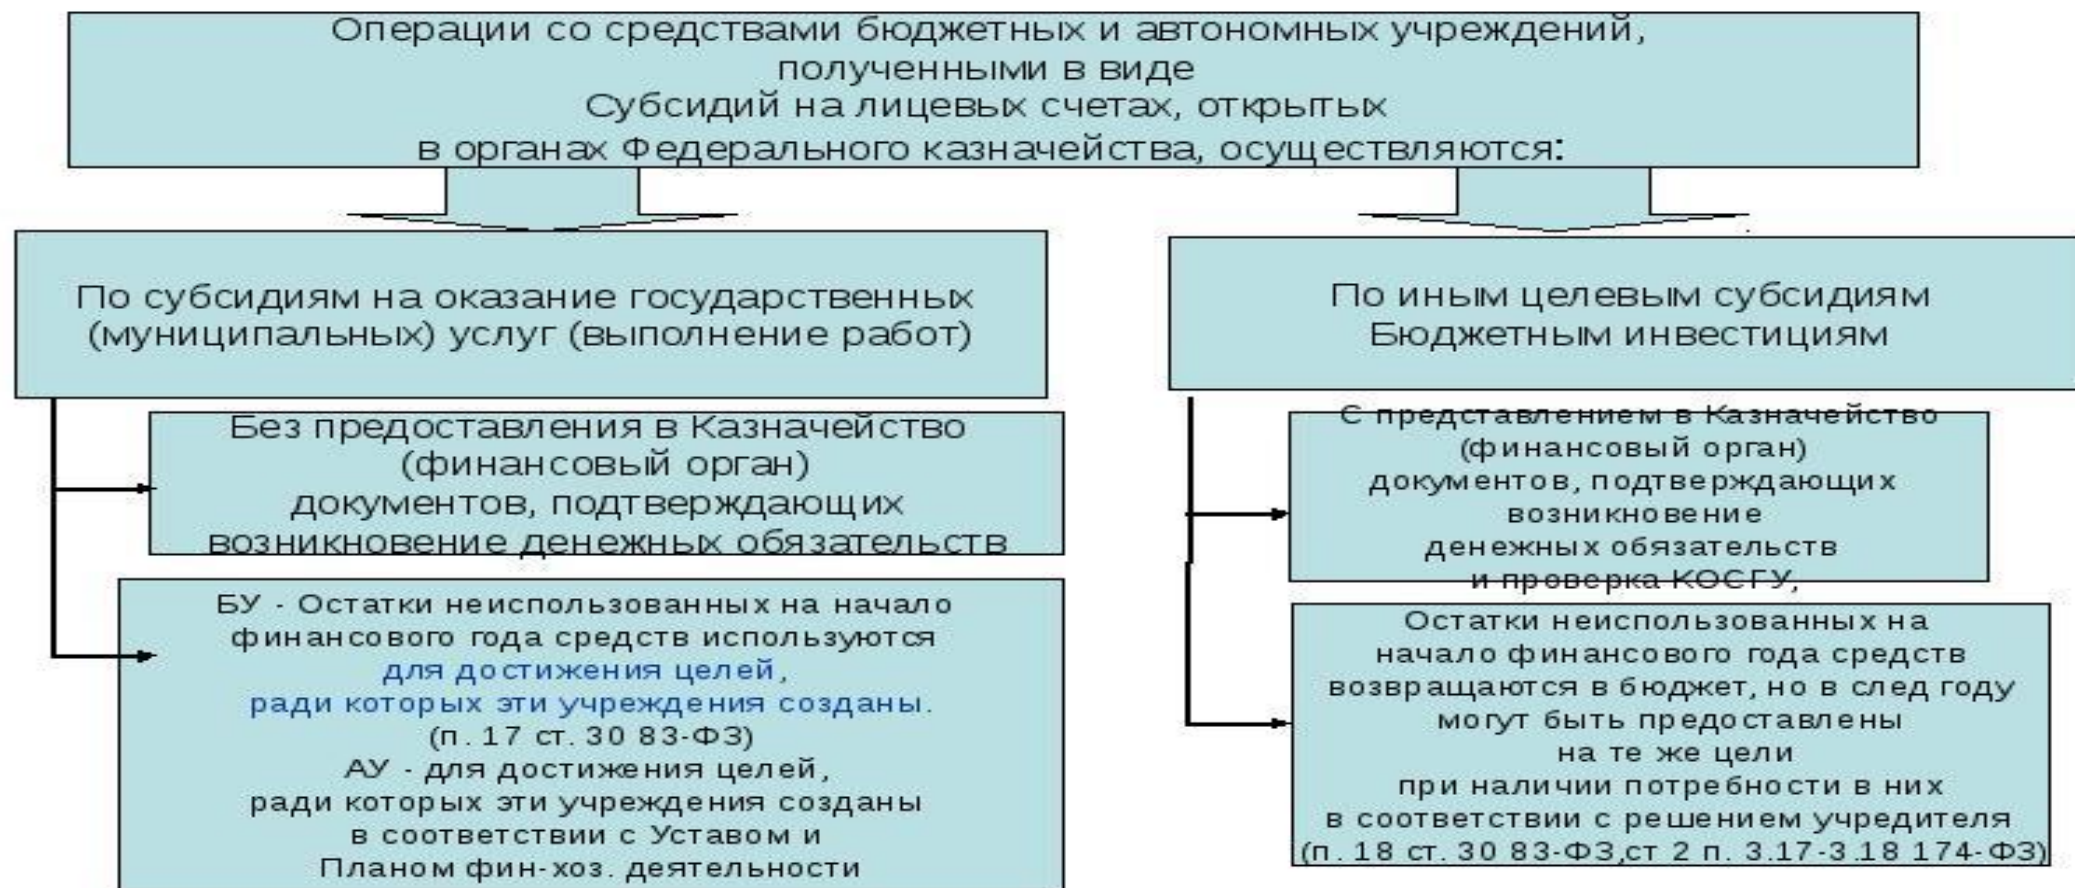 Операции со средствами бюджетных и автономных учреждений,
полученными в виде
Субсидий на лицевых счетах, открытых
в органах Федерального казначейства, осуществляются:
По субсидиям на оказание государственных
(муниципальных) услуг (выполнение работ)
Без предоставления в Казначейство
(финансовый орган)
документов, подтверждающих
возникновение денежных обязательств
БУ - Остатки неиспользованных на начало
финансового года средств используются
для достижения целей,
ради которых эти учреждения созданы.
(п. 17 ст. 30 83-ФЗ)
АУ - для достижения целей,
ради которых эти учреждения созданы
в соответствии с Уставом и
Планом фин-хоз. деятельности
По иным целевым субсидиям
Бюджетным инвестициям
С представлением в Казначейство
(финансовый орган)
документов, подтверждающих
возникновение
денежных обязательств
и проверка КОСГУ,
Остатки неиспользованных на
начало финансового года средств
возвращаются в бюджет, но в след году
могут быть предоставлены
на те же цели
при наличии потребности в них
в соответствии с решением учредителя
(п. 18 ст. 30 83-ФЗ,ст 2 п. 3.17-3.18 174-ФЗ)